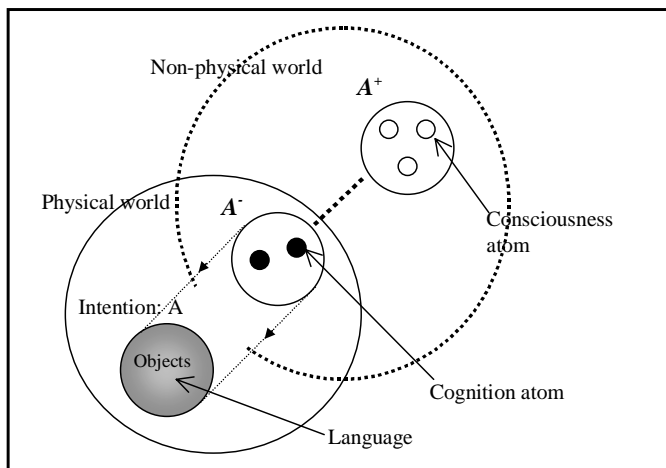 Non-physical world
A+
Physical world
A-
Consciousness
atom
Intention: A
Objects
Cognition atom
Language